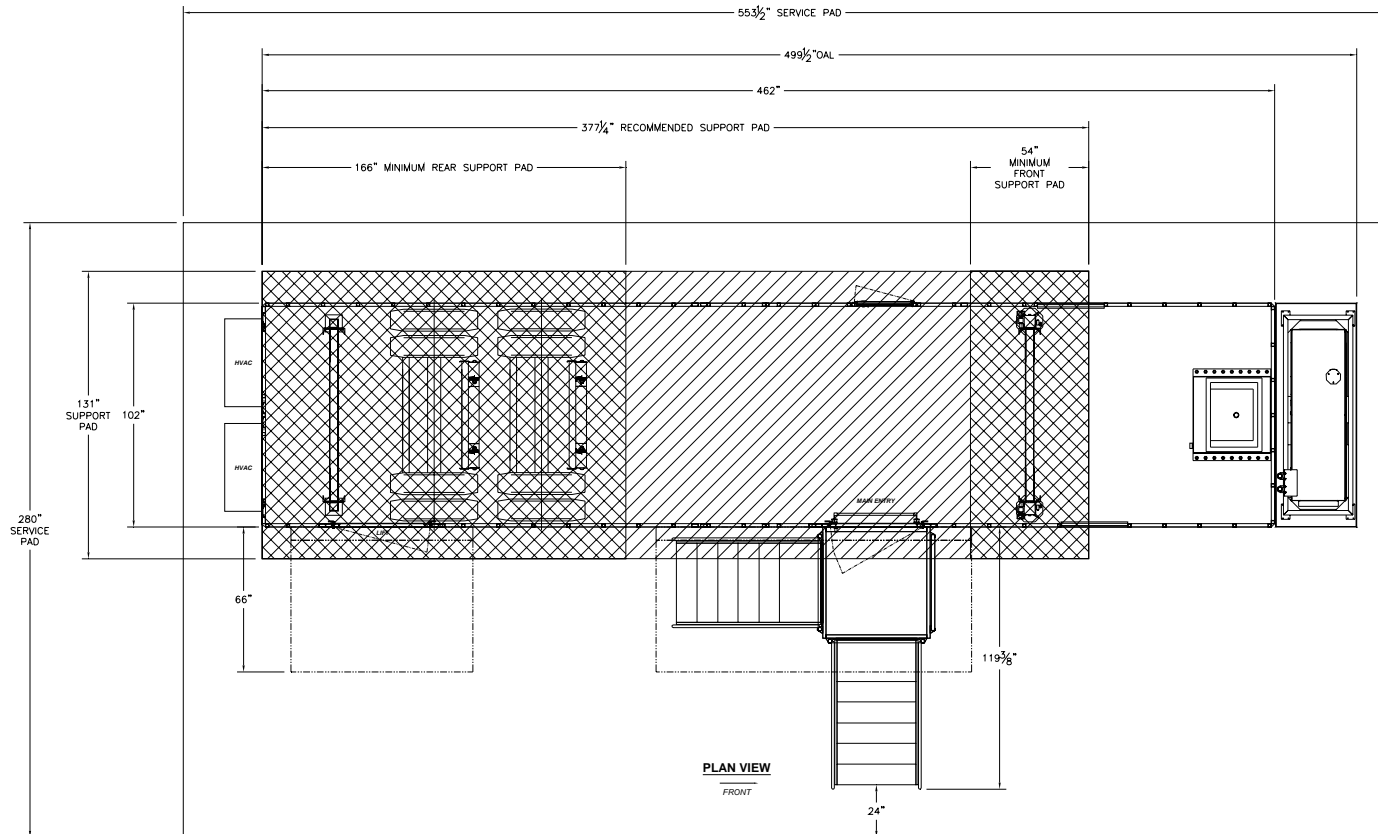 553½" SERVICE PAD
499½"OAL
462"
377¼" RECOMMENDED SUPPORT PAD
166" MINIMUM REAR SUPPORT PAD
54"
MINIMUM
FRONT
SUPPORT PAD
HVAC
131"
SUPPORT
PAD
102"
HVAC
MAIN ENTRY
280"
SERVICE
PAD
LIFT
66"
119⅜"
PLAN VIEW
FRONT
24"